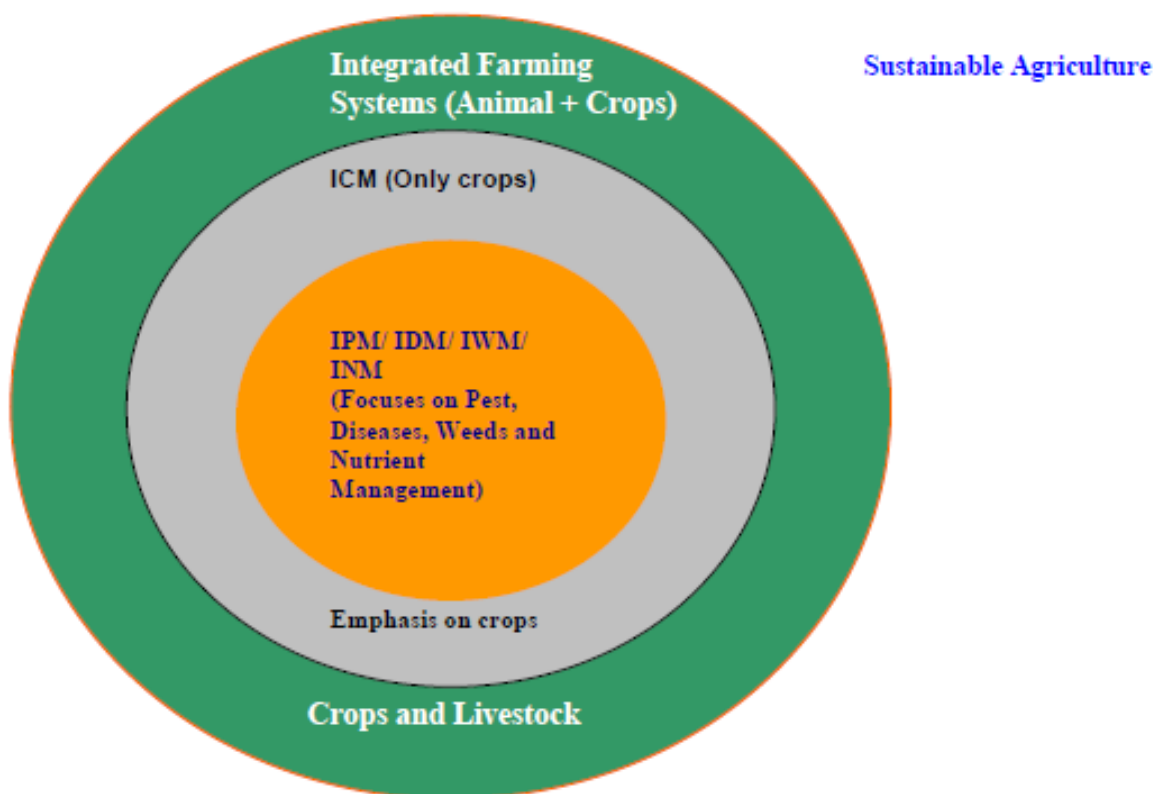 Integrated Farming
Systems (Animal + Crops)
Sustainable Agriculture
ICM (Only crops)
IPM/ IDM/ IWM/
INM
(Focuses on Pest,
Diseases, Weeds and
Nutrient
Management)
Emphasis on crops
Crops and Livestock